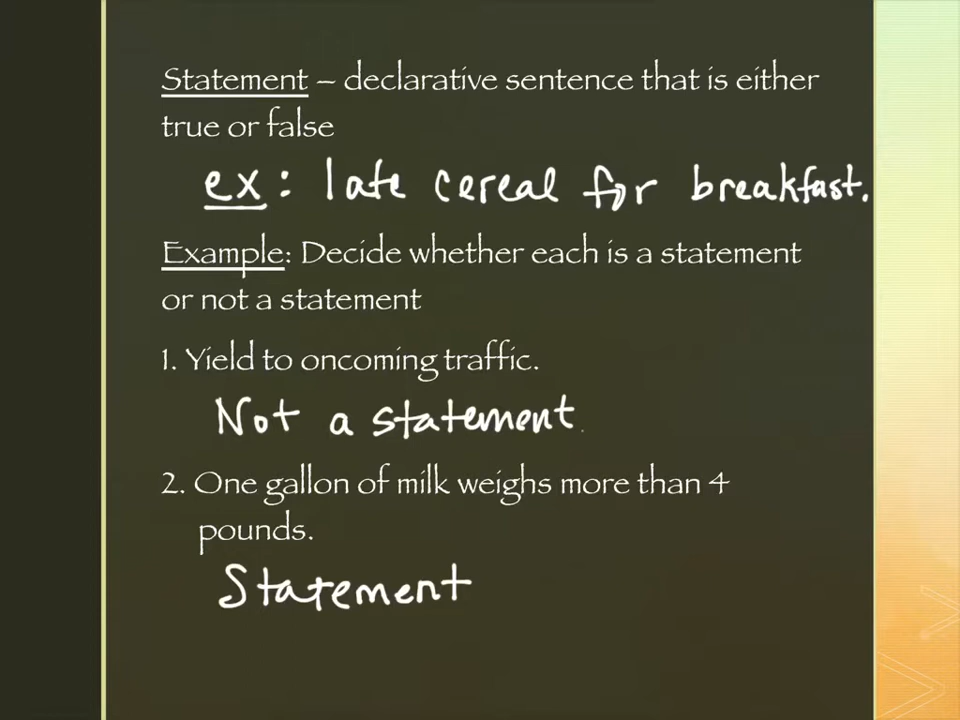 Statement – declarative sentence that is either
true or false
ex: I ate cereal for breakfast.
Example: Decide whether each is a statement
or not a statement
1. Yield to oncoming traffic.
Not a statement.
2. One gallon of milk weighs more than 4
pounds.
Statement